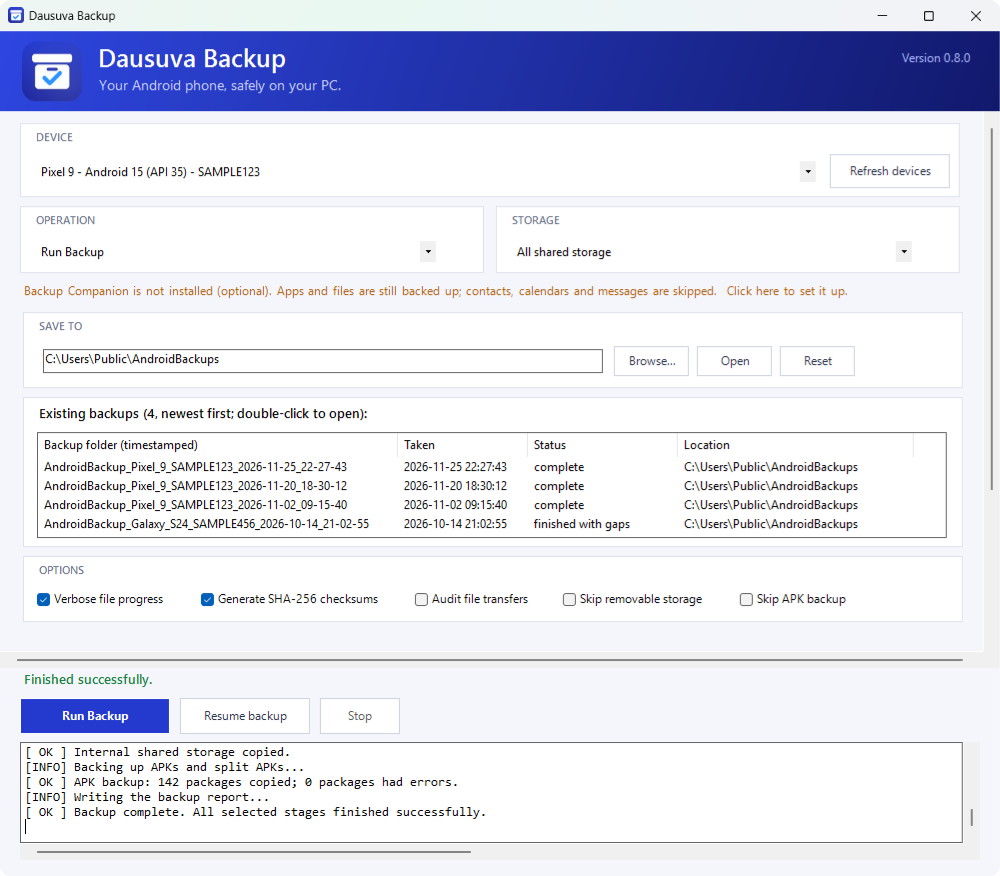 Dausuva Backup
Dausuva Backup
Your Android phone, safely on your PC.
Version 0.8.0
DEVICE
Pixel 9 - Android 15 (API 35) - SAMPLE123
Refresh devices
OPERATION
Run Backup
STORAGE
All shared storage
Backup Companion is not installed (optional). Apps and files are still backed up; contacts, calendars and messages are skipped. Click here to set it up.
SAVE TO
C:\Users\Public\AndroidBackups
Browse...
Open
Reset
Existing backups (4, newest first; double-click to open):
Backup folder (timestamped) Taken Status Location
AndroidBackup_Pixel_9_SAMPLE123_2026-11-25_22-27-43 2026-11-25 22:27:43 complete C:\Users\Public\AndroidBackups
AndroidBackup_Pixel_9_SAMPLE123_2026-11-20_18-30-12 2026-11-20 18:30:12 complete C:\Users\Public\AndroidBackups
AndroidBackup_Pixel_9_SAMPLE123_2026-11-02_09-15-40 2026-11-02 09:15:40 complete C:\Users\Public\AndroidBackups
AndroidBackup_Galaxy_S24_SAMPLE456_2026-10-14_21-02-55 2026-10-14 21:02:55 finished with gaps C:\Users\Public\AndroidBackups
OPTIONS
Verbose file progress
Generate SHA-256 checksums
Audit file transfers
Skip removable storage
Skip APK backup
Finished successfully.
Run Backup
Resume backup
Stop
[ OK ] Internal shared storage copied.
[INFO] Backing up APKs and split APKs...
[ OK ] APK backup: 142 packages copied; 0 packages had errors.
[INFO] Writing the backup report...
[ OK ] Backup complete. All selected stages finished successfully.